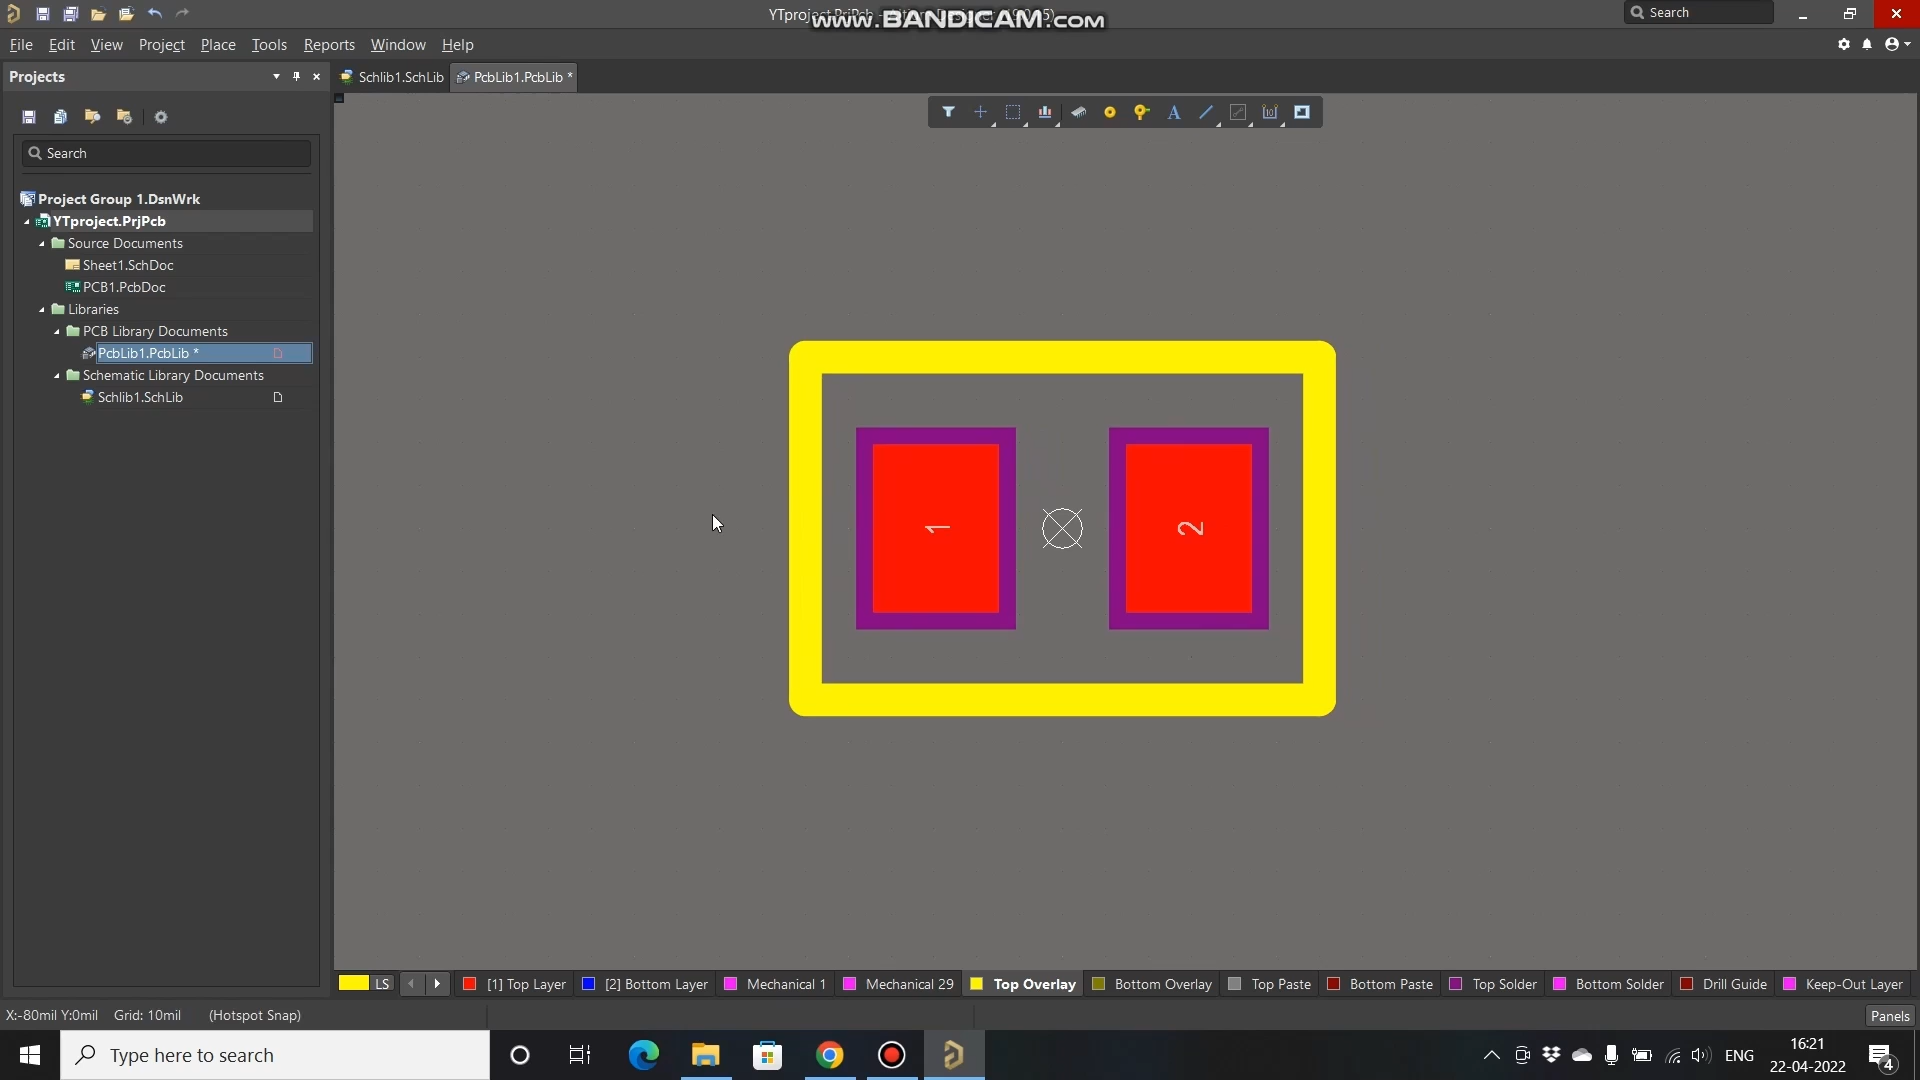 YTproject.PrjPcb
www.BANDICAM.com
Search
File Edit View Project Place Tools Reports Window Help
Projects
Schlib1.SchLib
PcbLib1.PcbLib *
Search
Project Group 1.DsnWrk
YTproject.PrjPcb
Source Documents
Sheet1.SchDoc
PCB1.PcbDoc
Libraries
PCB Library Documents
PcbLib1.PcbLib *
Schematic Library Documents
Schlib1.SchLib
A
10
1
2
LS [1] Top Layer [2] Bottom Layer Mechanical 1 Mechanical 29 Top Overlay Bottom Overlay Top Paste Bottom Paste Top Solder Bottom Solder Drill Guide Keep-Out Layer
X:-80mil Y:0mil Grid: 10mil (Hotspot Snap)
Panels
Type here to search
ENG
16:21
22-04-2022
4